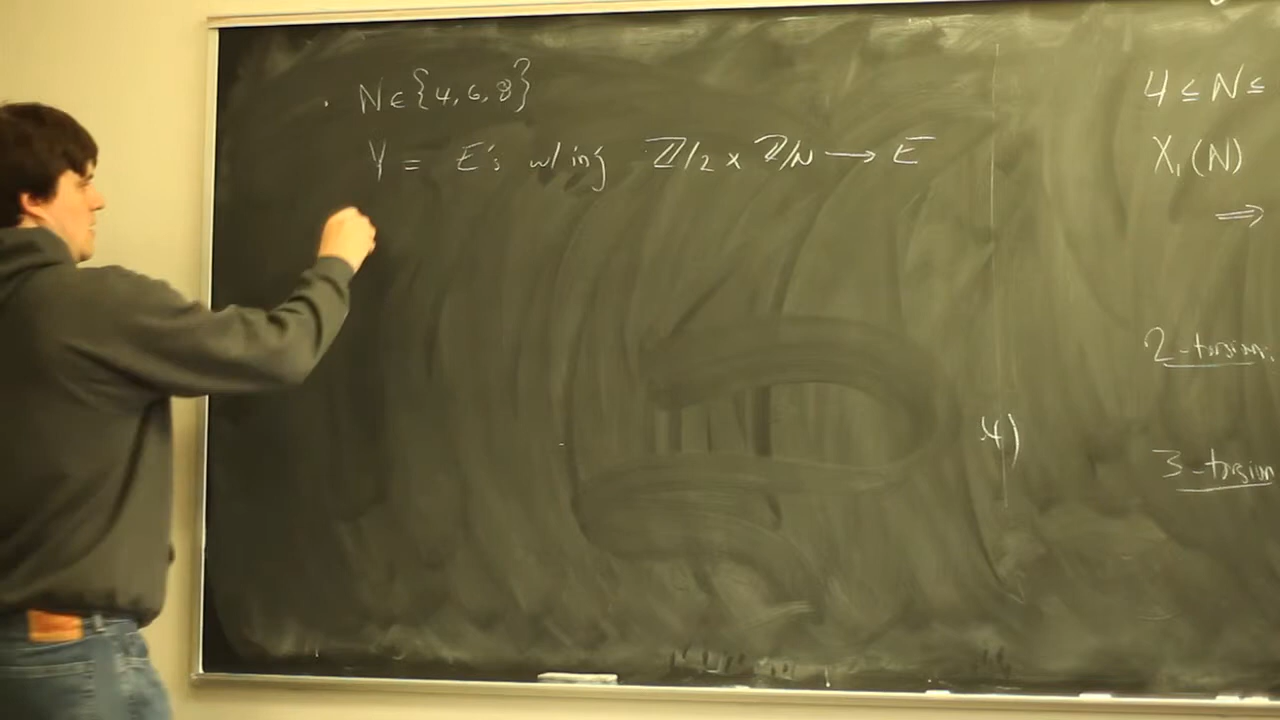 · N ∈ {4, 6, 8}
Y = E's w/ inj ℤ/2 × ℤ/N ⟶ E
4 ≤ N ≤
X₁(N)
⟹
2-torsion:
4)
3-torsion